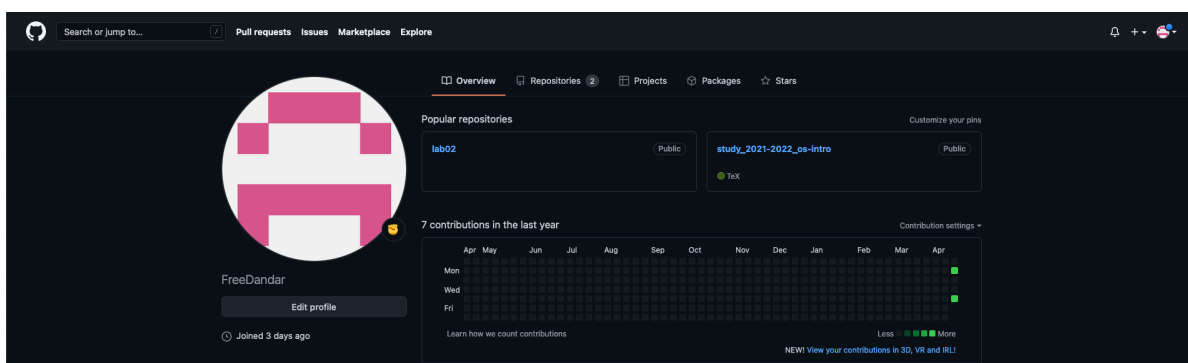 Search or jump to... / Pull requests Issues Marketplace Explore
Overview Repositories 2 Projects Packages Stars
Popular repositories Customize your pins
lab02 Public study_2021-2022_os-intro Public
TeX
7 contributions in the last year Contribution settings
Apr May Jun Jul Aug Sep Oct Nov Dec Jan Feb Mar Apr
Mon
Wed
Fri
Learn how we count contributions Less More
NEW! View your contributions in 3D, VR and IRL!
FreeDandar
Edit profile
Joined 3 days ago